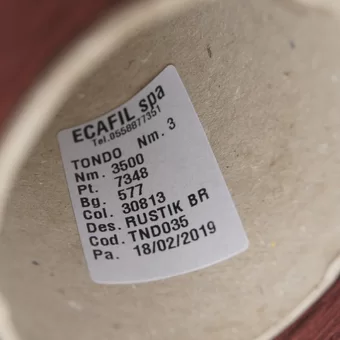 ECAFIL spa
Tel.0558877351
TONDO Nm. 3
Nm. 3500
Pt. 7348
Bg. 577
Col. 30813
Des. RUSTIK BR
Cod. TND035
Pa. 18/02/2019